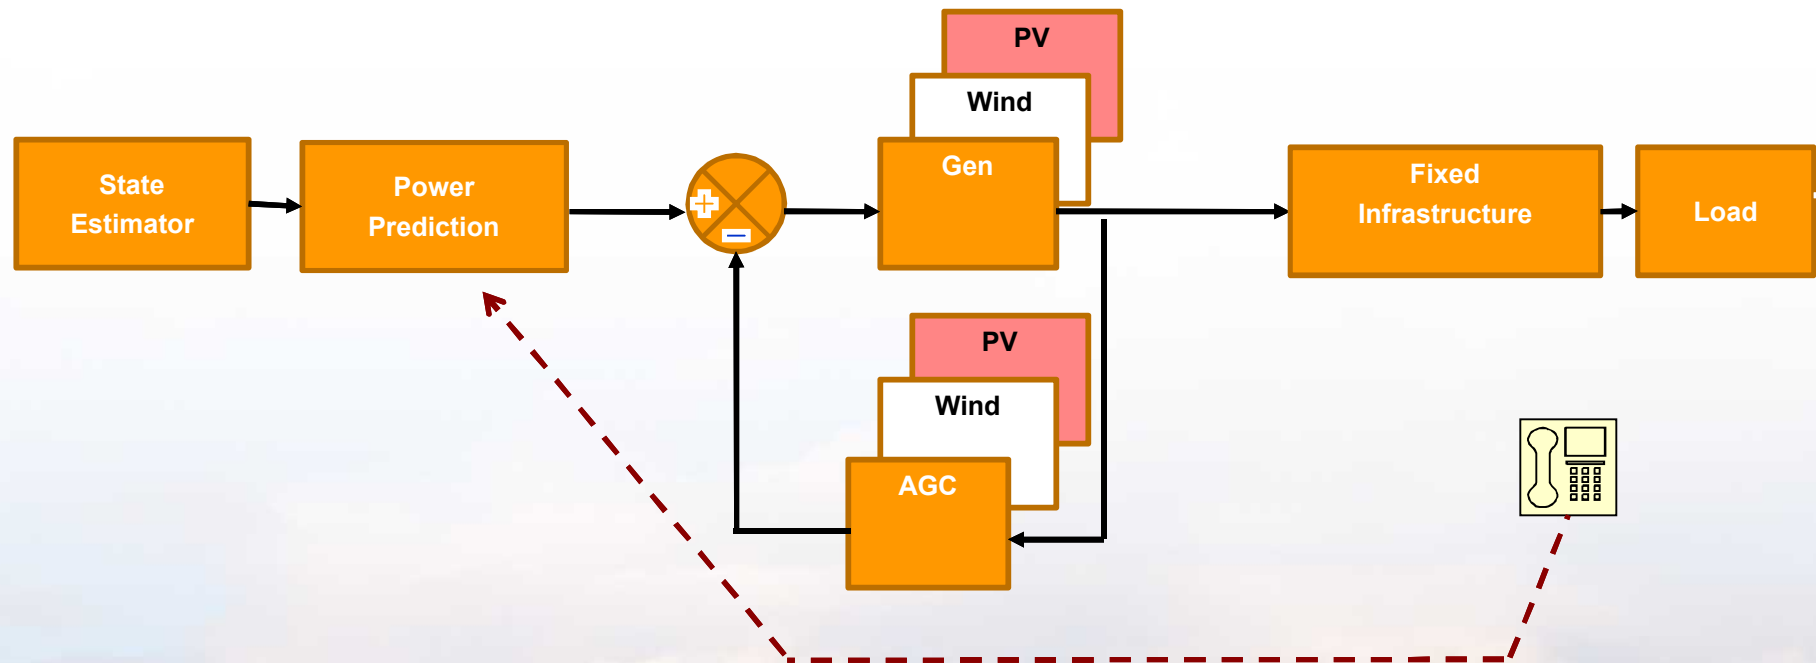 PV
Wind
Gen
State
Estimator
Power
Prediction
+
–
Fixed
Infrastructure
Load
PV
Wind
AGC